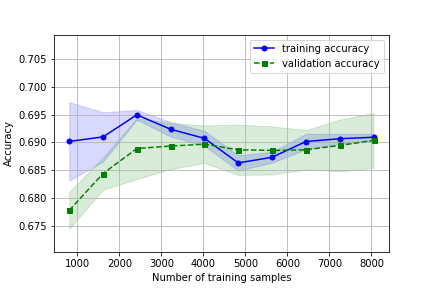 training accuracy
validation accuracy
Accuracy
0.705
0.700
0.695
0.690
0.685
0.680
0.675
1000 2000 3000 4000 5000 6000 7000 8000
Number of training samples